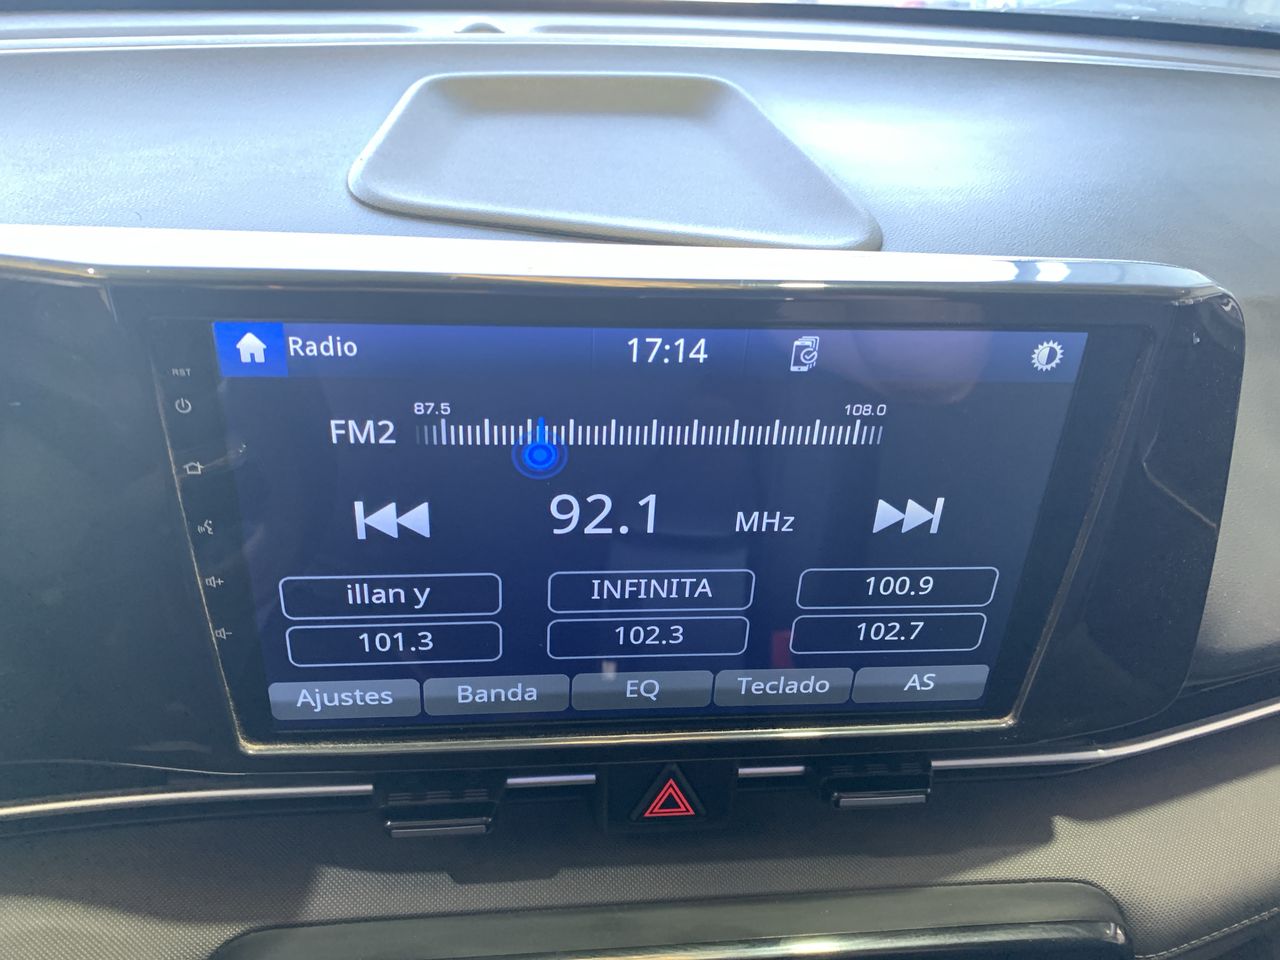 Radio
17:14
RST
87.5
108.0
FM2
92.1 MHz
illan y
INFINITA
100.9
101.3
102.3
102.7
Ajustes
Banda
EQ
Teclado
AS